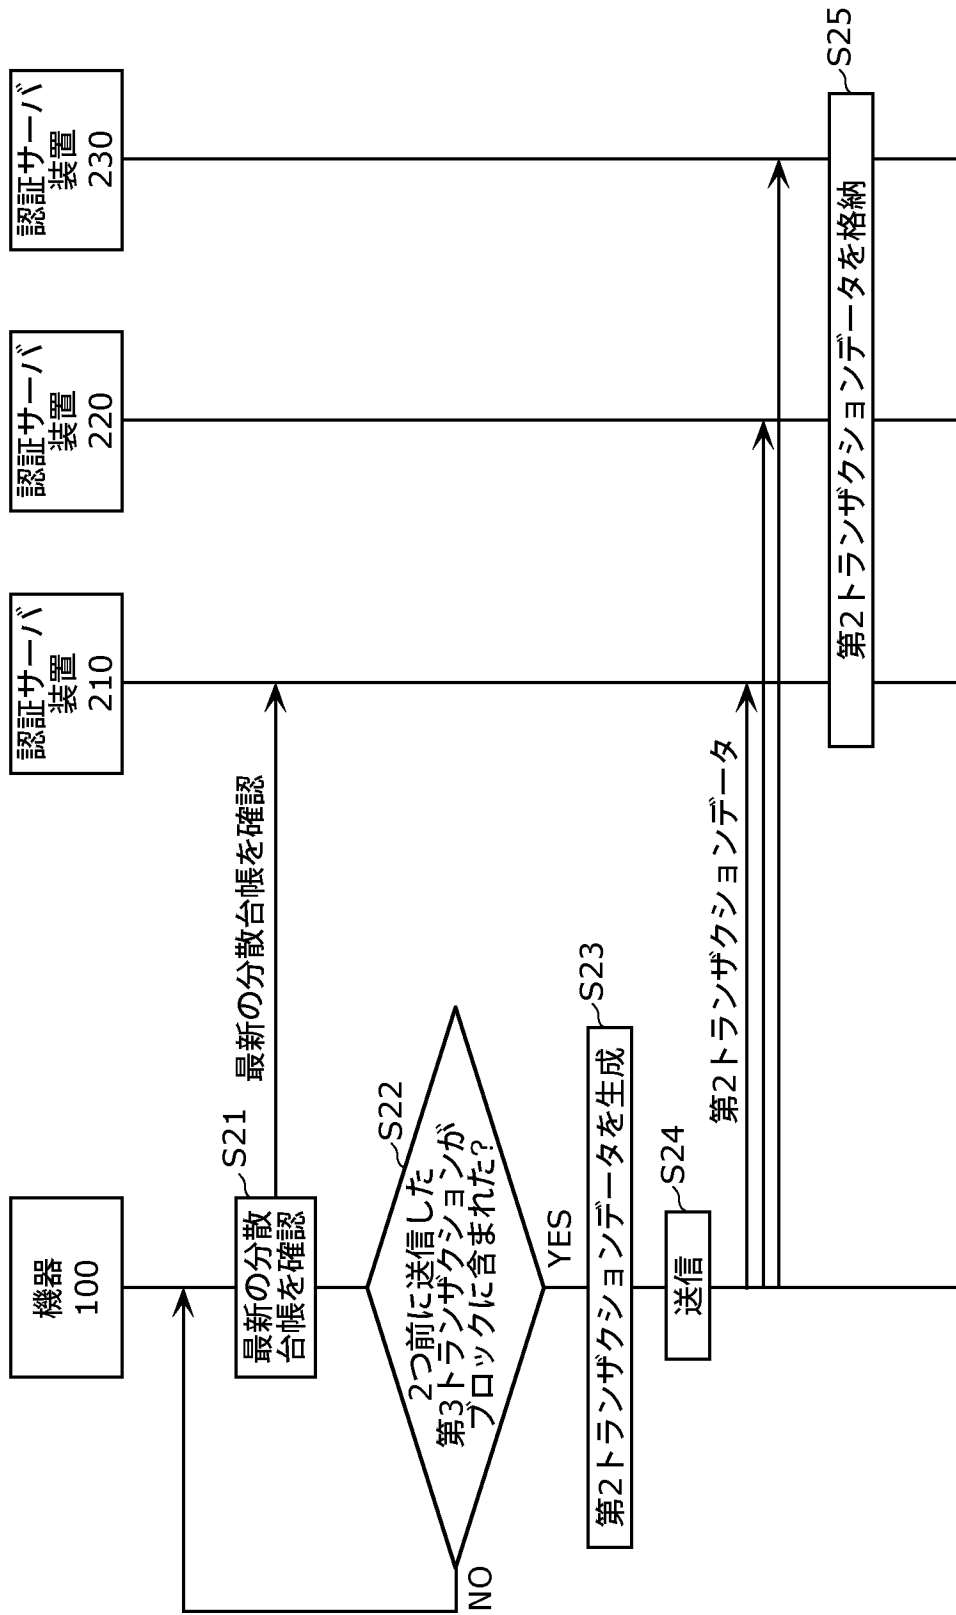 機器
100
認証サーバ
装置
210
認証サーバ
装置
220
認証サーバ
装置
230
S21
最新の分散
台帳を確認
最新の分散台帳を確認
S22
2つ前に送信した
第3トランザクションが
ブロックに含まれた?
NO
YES
S23
第2トランザクションデータを生成
S24
送信
第2トランザクションデータ
S25
第2トランザクションデータを格納